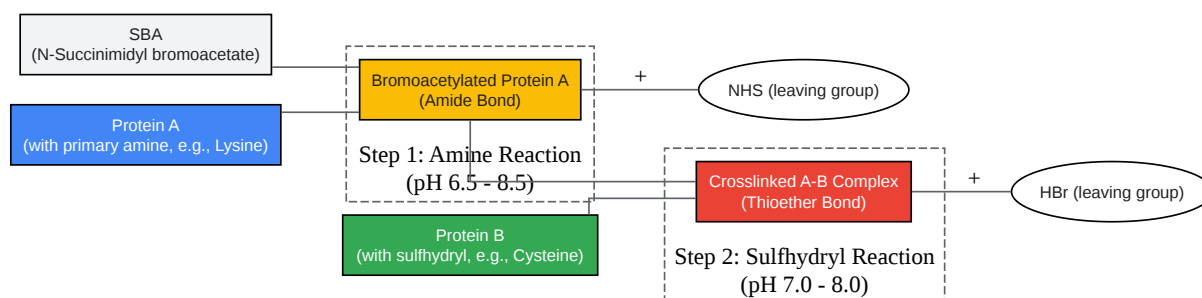 SBA
(N-Succinimidyl bromoacetate)
Protein A
(with primary amine, e.g., Lysine)
Bromoacetylated Protein A
(Amide Bond)
+
NHS (leaving group)
Step 1: Amine Reaction
(pH 6.5 - 8.5)
Protein B
(with sulfhydryl, e.g., Cysteine)
Crosslinked A-B Complex
(Thioether Bond)
+
HBr (leaving group)
Step 2: Sulfhydryl Reaction
(pH 7.0 - 8.0)